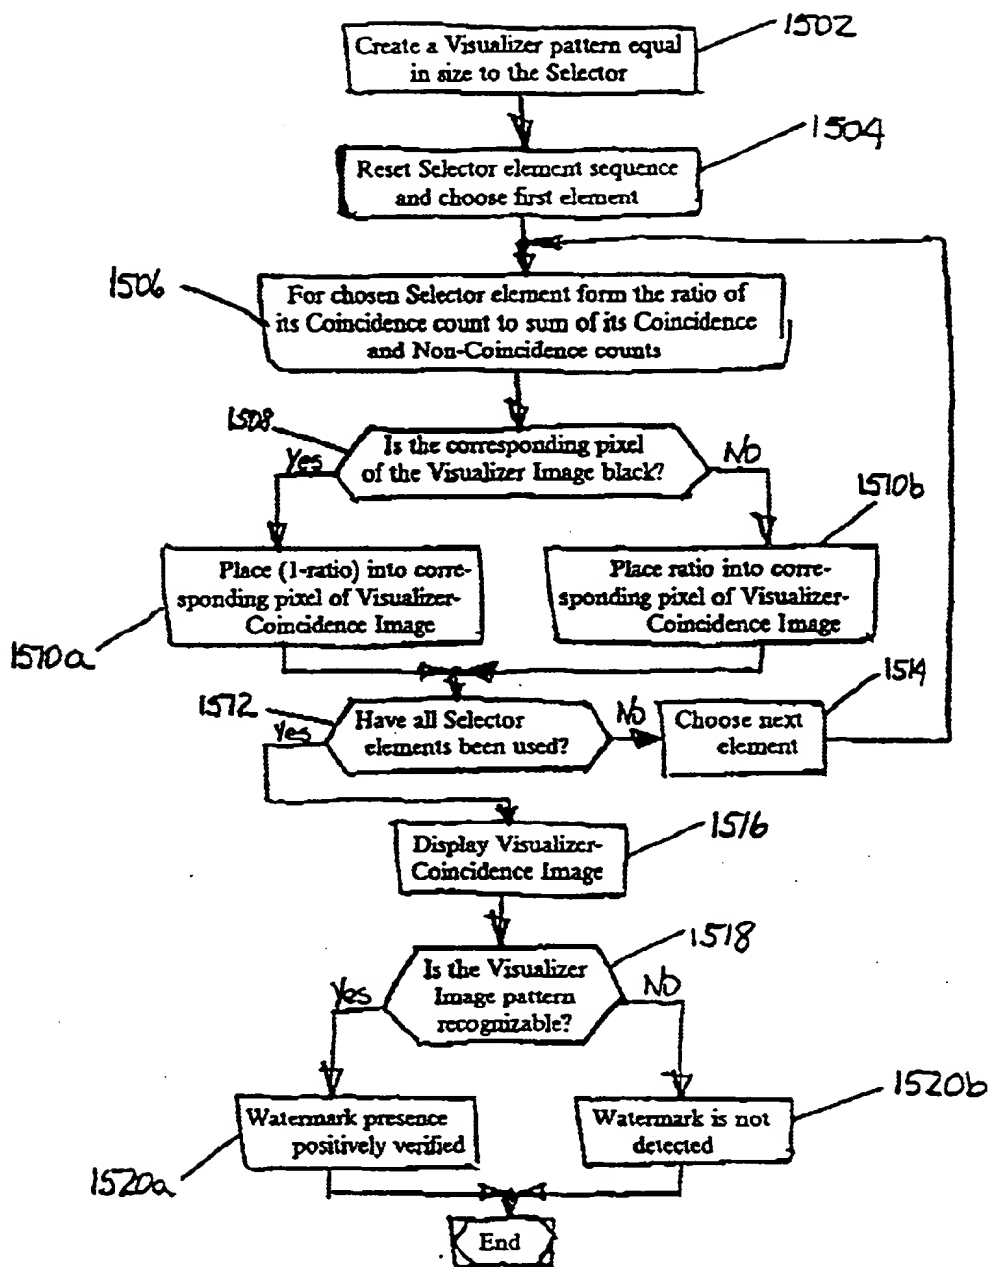 1502
Create a Visualizer pattern equal
in size to the Selector
1504
Reset Selector element sequence
and choose first element
1506
For chosen Selector element form the ratio of
its Coincidence count to sum of its Coincidence
and Non-Coincidence counts
1508
Is the corresponding pixel
of the Visualizer Image black?
Yes
No
1510b
Place (1-ratio) into corre-
sponding pixel of Visualizer-
Coincidence Image
1510a
Place ratio into corre-
sponding pixel of Visualizer-
Coincidence Image
1512
Have all Selector
elements been used?
Yes
No
1514
Choose next
element
1516
Display Visualizer-
Coincidence Image
1518
Is the Visualizer
Image pattern
recognizable?
Yes
No
1520b
Watermark presence
positively verified
1520a
Watermark is not
detected
End